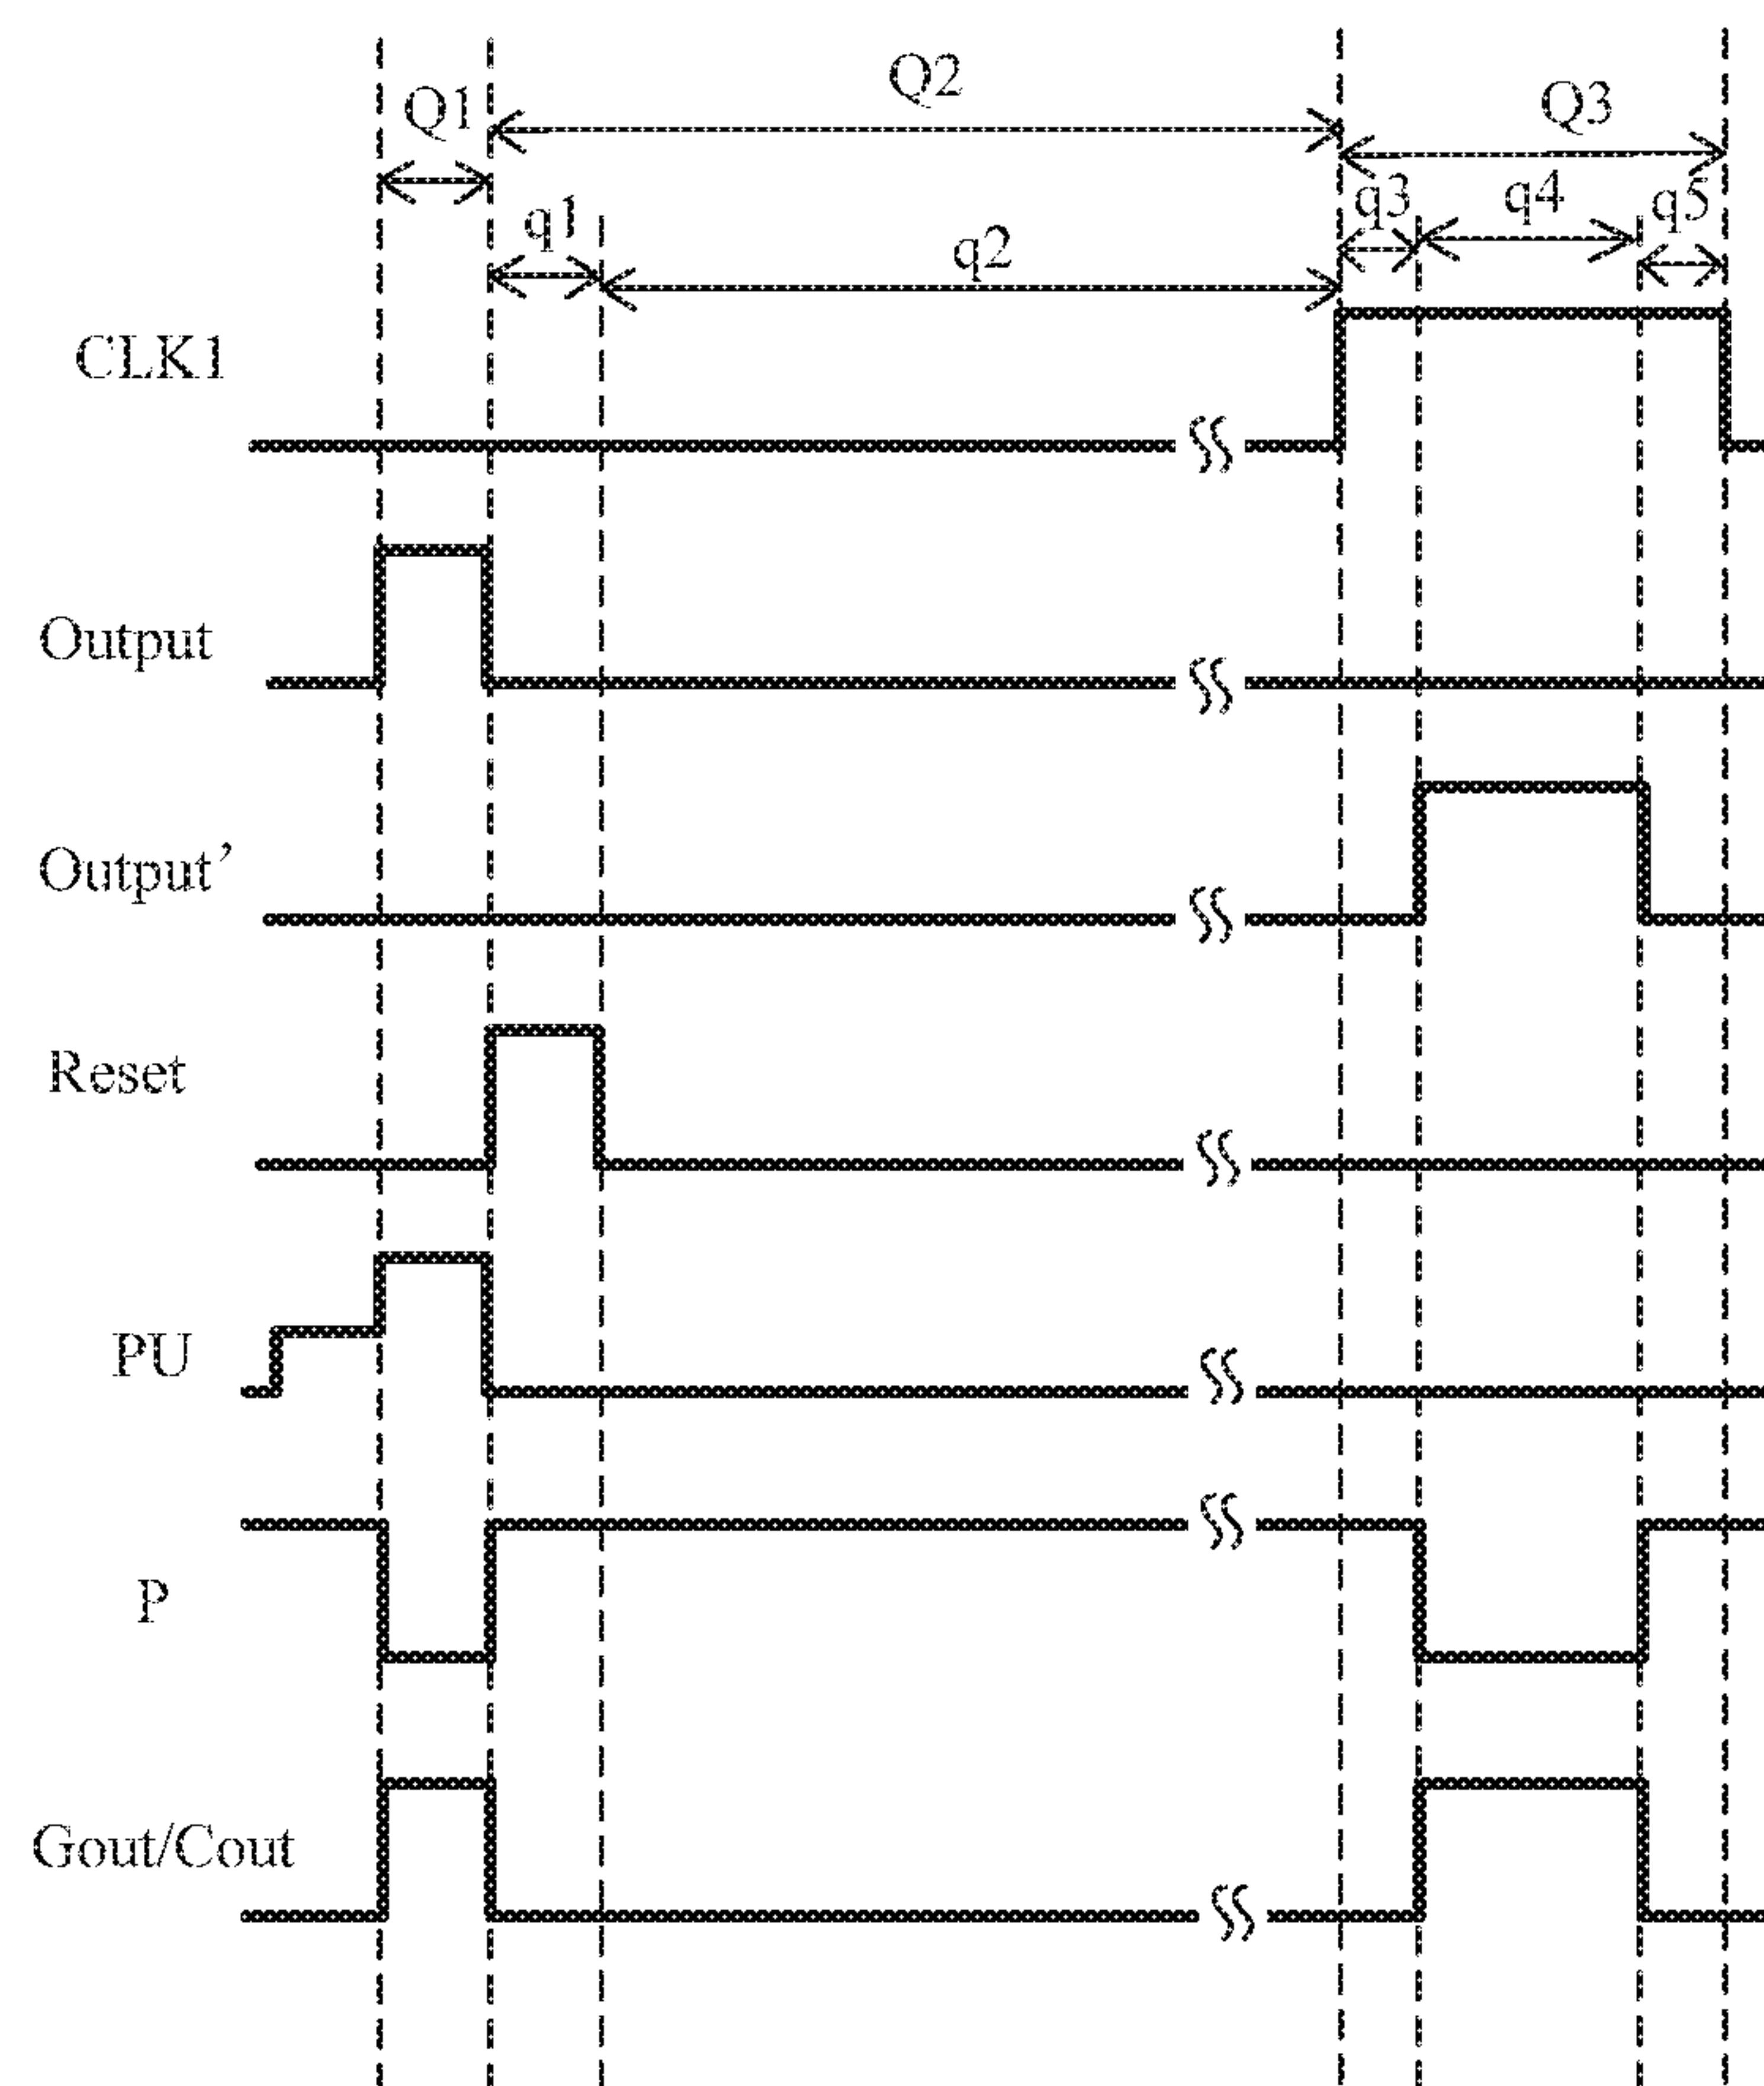 Q1
Q2
Q3
q1
q2
q3
q4
q5
CLK1
Output
Output’
Reset
PU
P
Gout/Cout